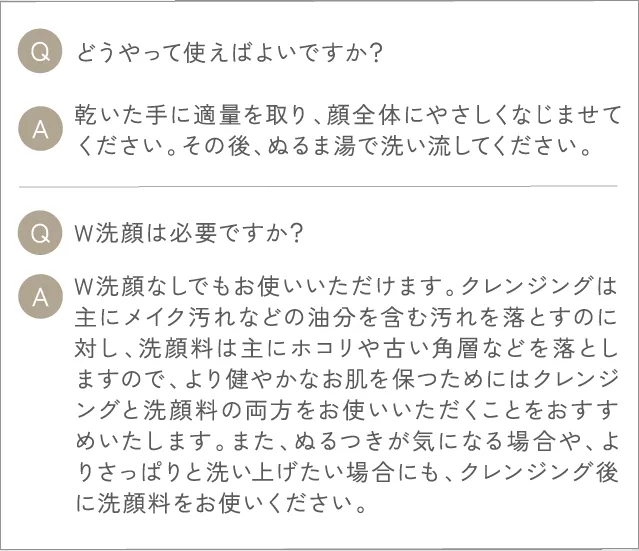 Q どうやって使えばよいですか?
A 乾いた手に適量を取り、顔全体にやさしくなじませて
ください。その後、ぬるま湯で洗い流してください。
Q W洗顔は必要ですか?
A W洗顔なしでもお使いいただけます。クレンジングは
主にメイク汚れなどの油分を含む汚れを落とすのに
対し、洗顔料は主にホコリや古い角層などを落とし
ますので、より健やかなお肌を保つためにはクレンジ
ングと洗顔料の両方をお使いいただくことをおすす
めいたします。また、ぬるつきが気になる場合や、よ
りさっぱりと洗い上げたい場合にも、クレンジング後
に洗顔料をお使いください。